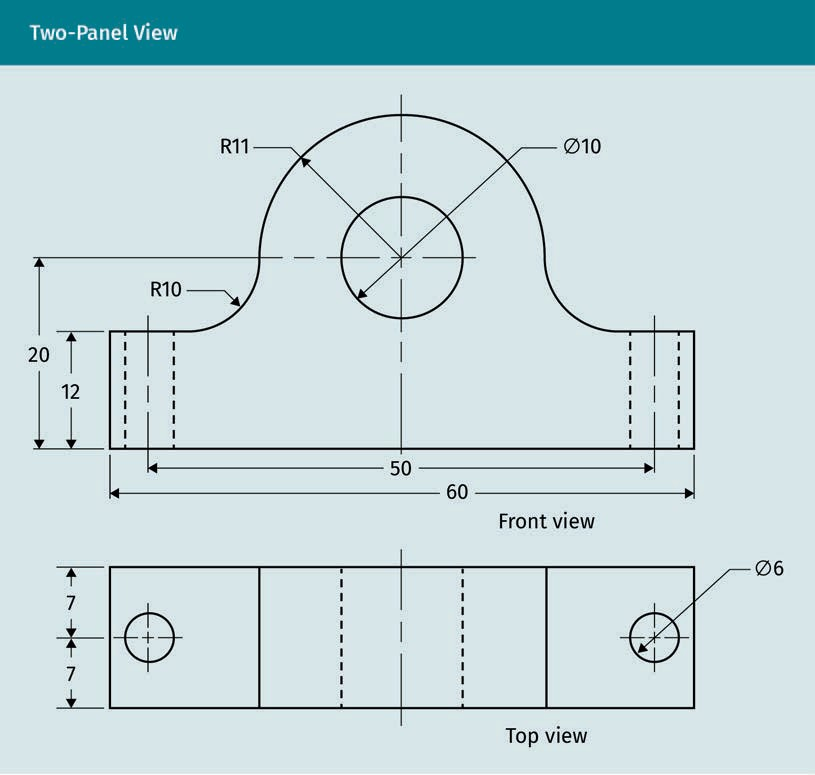 Two-Panel View
R11
∅10
R10
20
12
50
60
Front view
∅6
7
7
Top view